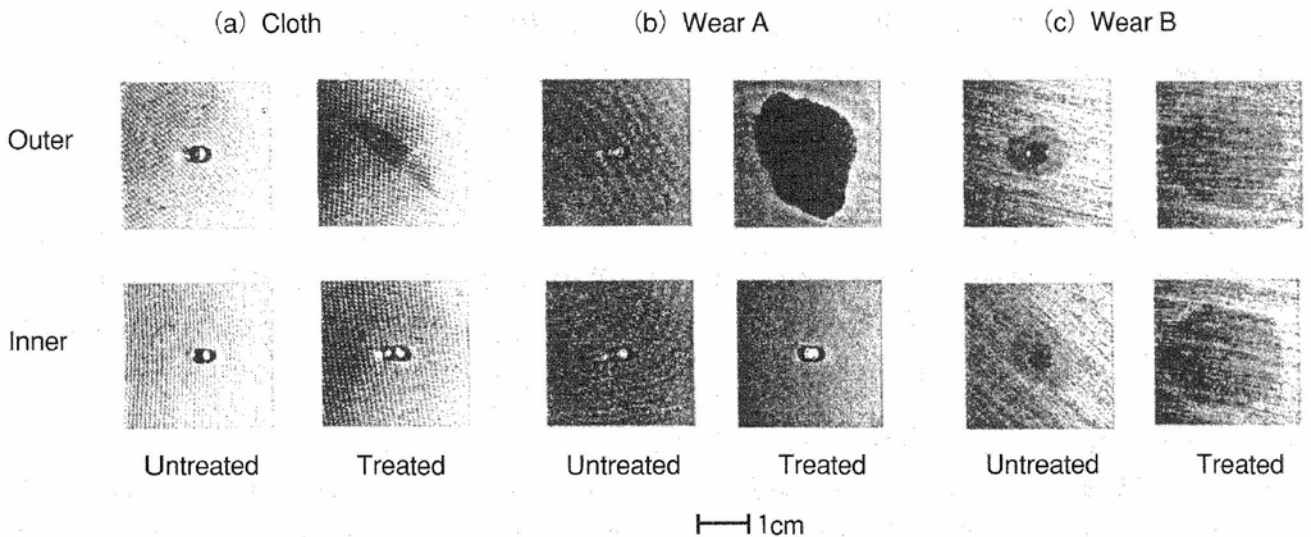 (a) Cloth (b) Wear A (c) Wear B
Outer
Inner
Untreated Treated Untreated Treated Untreated Treated
1cm